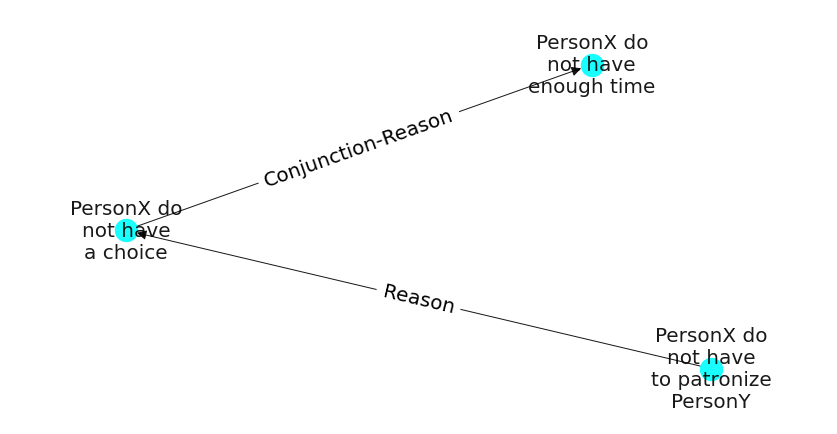 PersonX do
not have
enough time
Conjunction-Reason
PersonX do
not have
a choice
Reason
PersonX do
not have
to patronize
PersonY